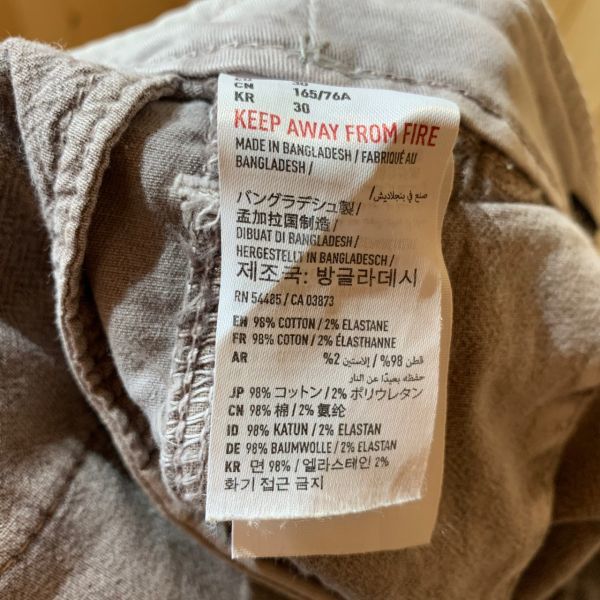 CN 165/76A
KR 30
KEEP AWAY FROM FIRE
MADE IN BANGLADESH / FABRIQUÉ AU
BANGLADESH /
صنع في بنجلاديش/
バングラデシュ製/
孟加拉国制造/
DIBUAT DI BANGLADESH /
HERGESTELLT IN BANGLADESCH /
제조국: 방글라데시
RN 54485 / CA 03873
EN 98% COTTON / 2% ELASTANE
FR 98% COTON / 2% ÉLASTHANNE
AR قطن 98% / إلاستين 2%
حفظه بعيدًا عن النار
JP 98% コットン / 2% ポリウレタン
CN 98% 棉 / 2% 氨纶
ID 98% KATUN / 2% ELASTAN
DE 98% BAUMWOLLE / 2% ELASTAN
KR 면 98% / 엘라스테인 2%
화기 접근 금지